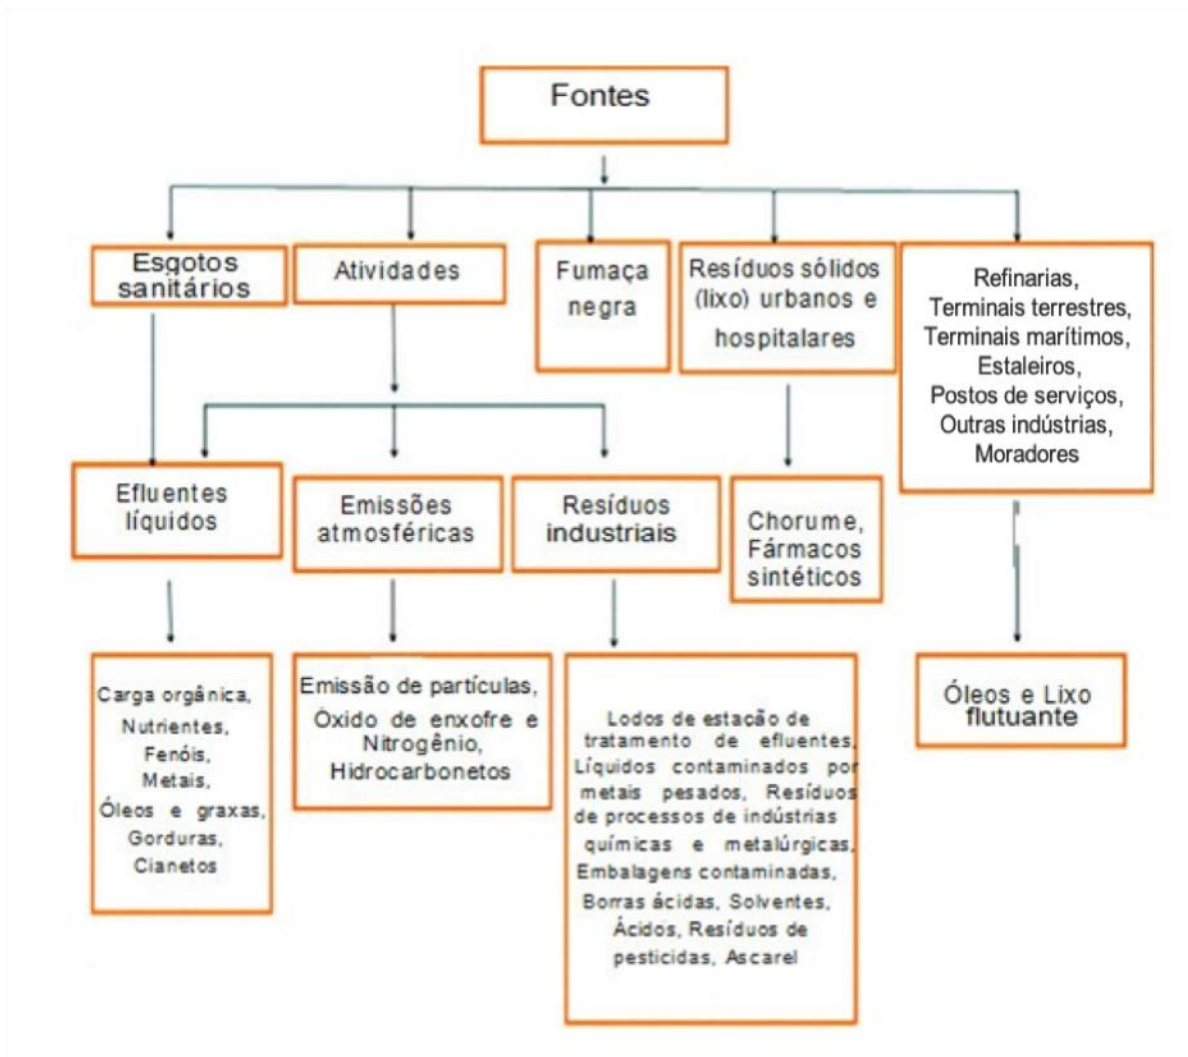 Fontes
Esgotos
sanitários
Atividades
Fumaça
negra
Resíduos sólidos
(lixo) urbanos e
hospitalares
Refinarias,
Terminais terrestres,
Terminais marítimos,
Estaleiros,
Postos de serviços,
Outras indústrias,
Moradores
Efluentes
líquidos
Emissões
atmosféricas
Resíduos
industriais
Chorume,
Fármacos
sintéticos
Carga orgânica,
Nutrientes,
Fenóis,
Metais,
Óleos e graxas,
Gorduras,
Cianetos
Emissão de partículas,
Óxido de enxofre e
Nitrogênio,
Hidrocarbonetos
Lodos de estação de
tratamento de efluentes,
Líquidos contaminados por
metais pesados, Resíduos
de processos de indústrias
químicas e metalúrgicas,
Embalagens contaminadas,
Borras ácidas, Solventes,
Ácidos, Resíduos de
pesticidas, Ascarel
Óleos e Lixo
flutuante